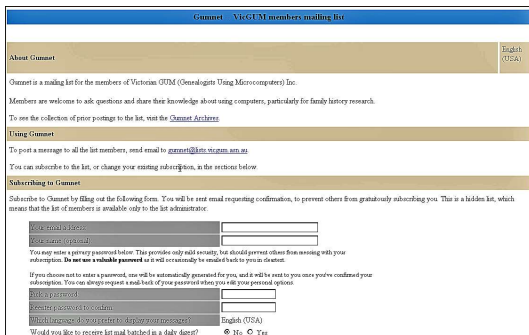 Gumnet VicGUM members mailing list
About Gumnet
English
(USA)
Gumnet is a mailing list for the members of Victorian GUM (Genealogists Using Microcomputers) Inc.
Members are welcome to ask questions and share their knowledge about using computers, particularly for family history research.
To see the collection of prior postings to the list, visit the Gumnet Archives.
Using Gumnet
To post a message to all the list members, send email to gumnet@lists.vicgum.asn.au.
You can subscribe to the list, or change your existing subscription, in the sections below.
Subscribing to Gumnet
Subscribe to Gumnet by filling out the following form. You will be sent email requesting confirmation, to prevent others from gratuitously subscribing you. This is a hidden list, which
means that the list of members is available only to the list administrator.
Your email address:
Your name (optional):
You may enter a privacy password below. This provides only mild security, but should prevent others from messing with your
subscription. Do not use a valuable password as it will occasionally be emailed back to you in cleartext.
If you choose not to enter a password, one will be automatically generated for you, and it will be sent to you once you've confirmed your
subscription. You can always request a mail-back of your password when you edit your personal options.
Pick a password:
Reenter password to confirm:
Which language do you prefer to display your messages? English (USA)
Would you like to receive list mail batched in a daily digest? No Yes